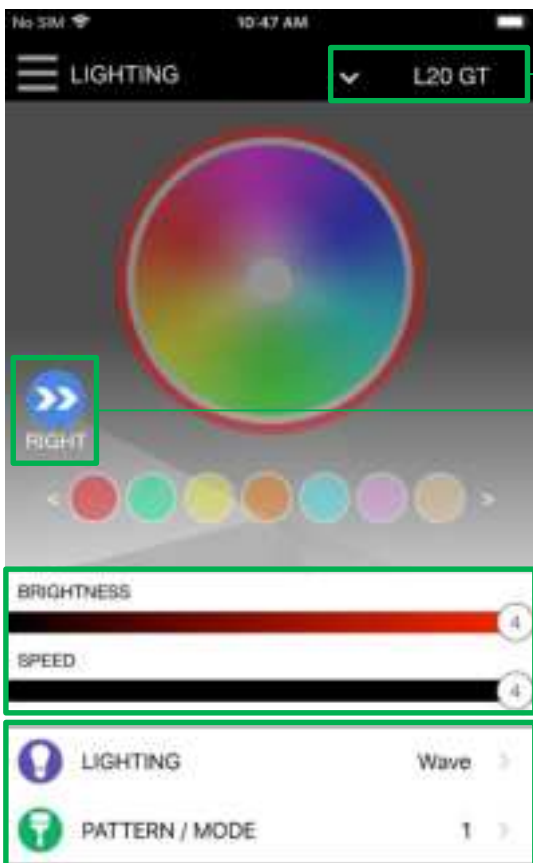 No SIM 10:47 AM
LIGHTING L20 GT
RIGHT
< >
BRIGHTNESS
4
SPEED
4
LIGHTING Wave >
PATTERN / MODE 1 >